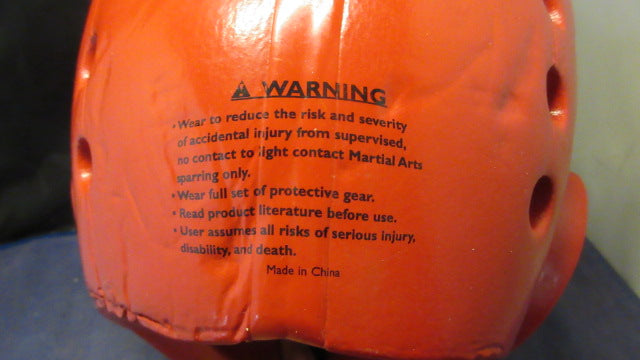 ⚠ WARNING
• Wear to reduce the risk and severity
of accidental injury from supervised,
no contact to light contact Martial Arts
sparring only.
• Wear full set of protective gear.
• Read product literature before use.
• User assumes all risks of serious injury,
disability, and death.
Made in China